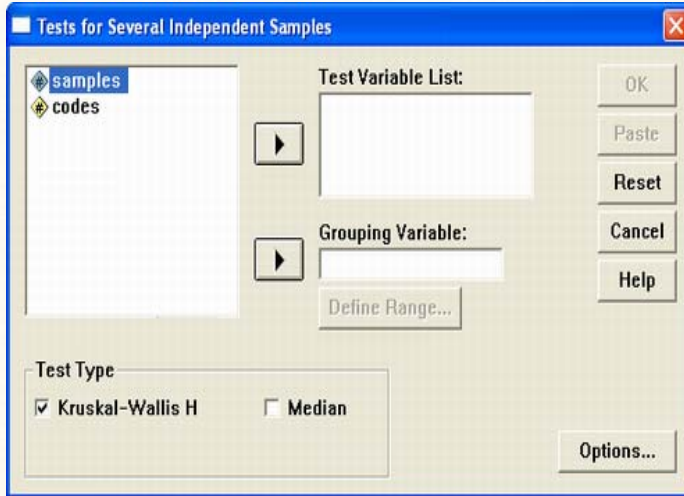 Tests for Several Independent Samples
samples
codes
Test Variable List:
Grouping Variable:
Define Range...
OK
Paste
Reset
Cancel
Help
Test Type
Kruskal-Wallis H
Median
Options...